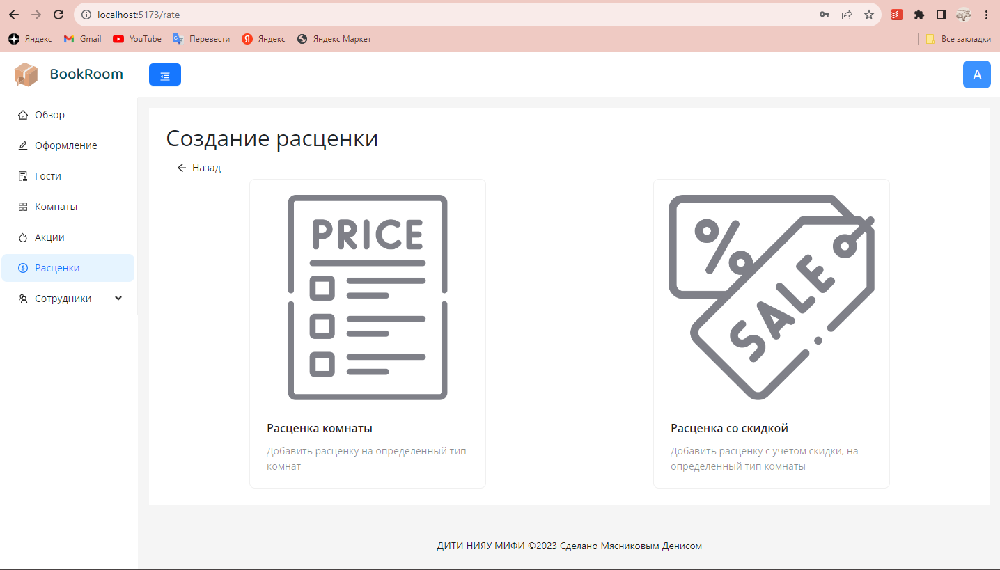 localhost:5173/rate
Яндекс
Gmail
YouTube
Перевести
Яндекс
Яндекс Маркет
Все закладки
BookRoom
A
Обзор
Оформление
Гости
Комнаты
Акции
Расценки
Сотрудники
Создание расценки
Назад
PRICE
Расценка комнаты
Добавить расценку на определенный тип
комнат
%
SALE
Расценка со скидкой
Добавить расценку с учетом скидки, на
определенный тип комнаты
ДИТИ НИЯУ МИФИ ©2023 Сделано Мясниковым Денисом